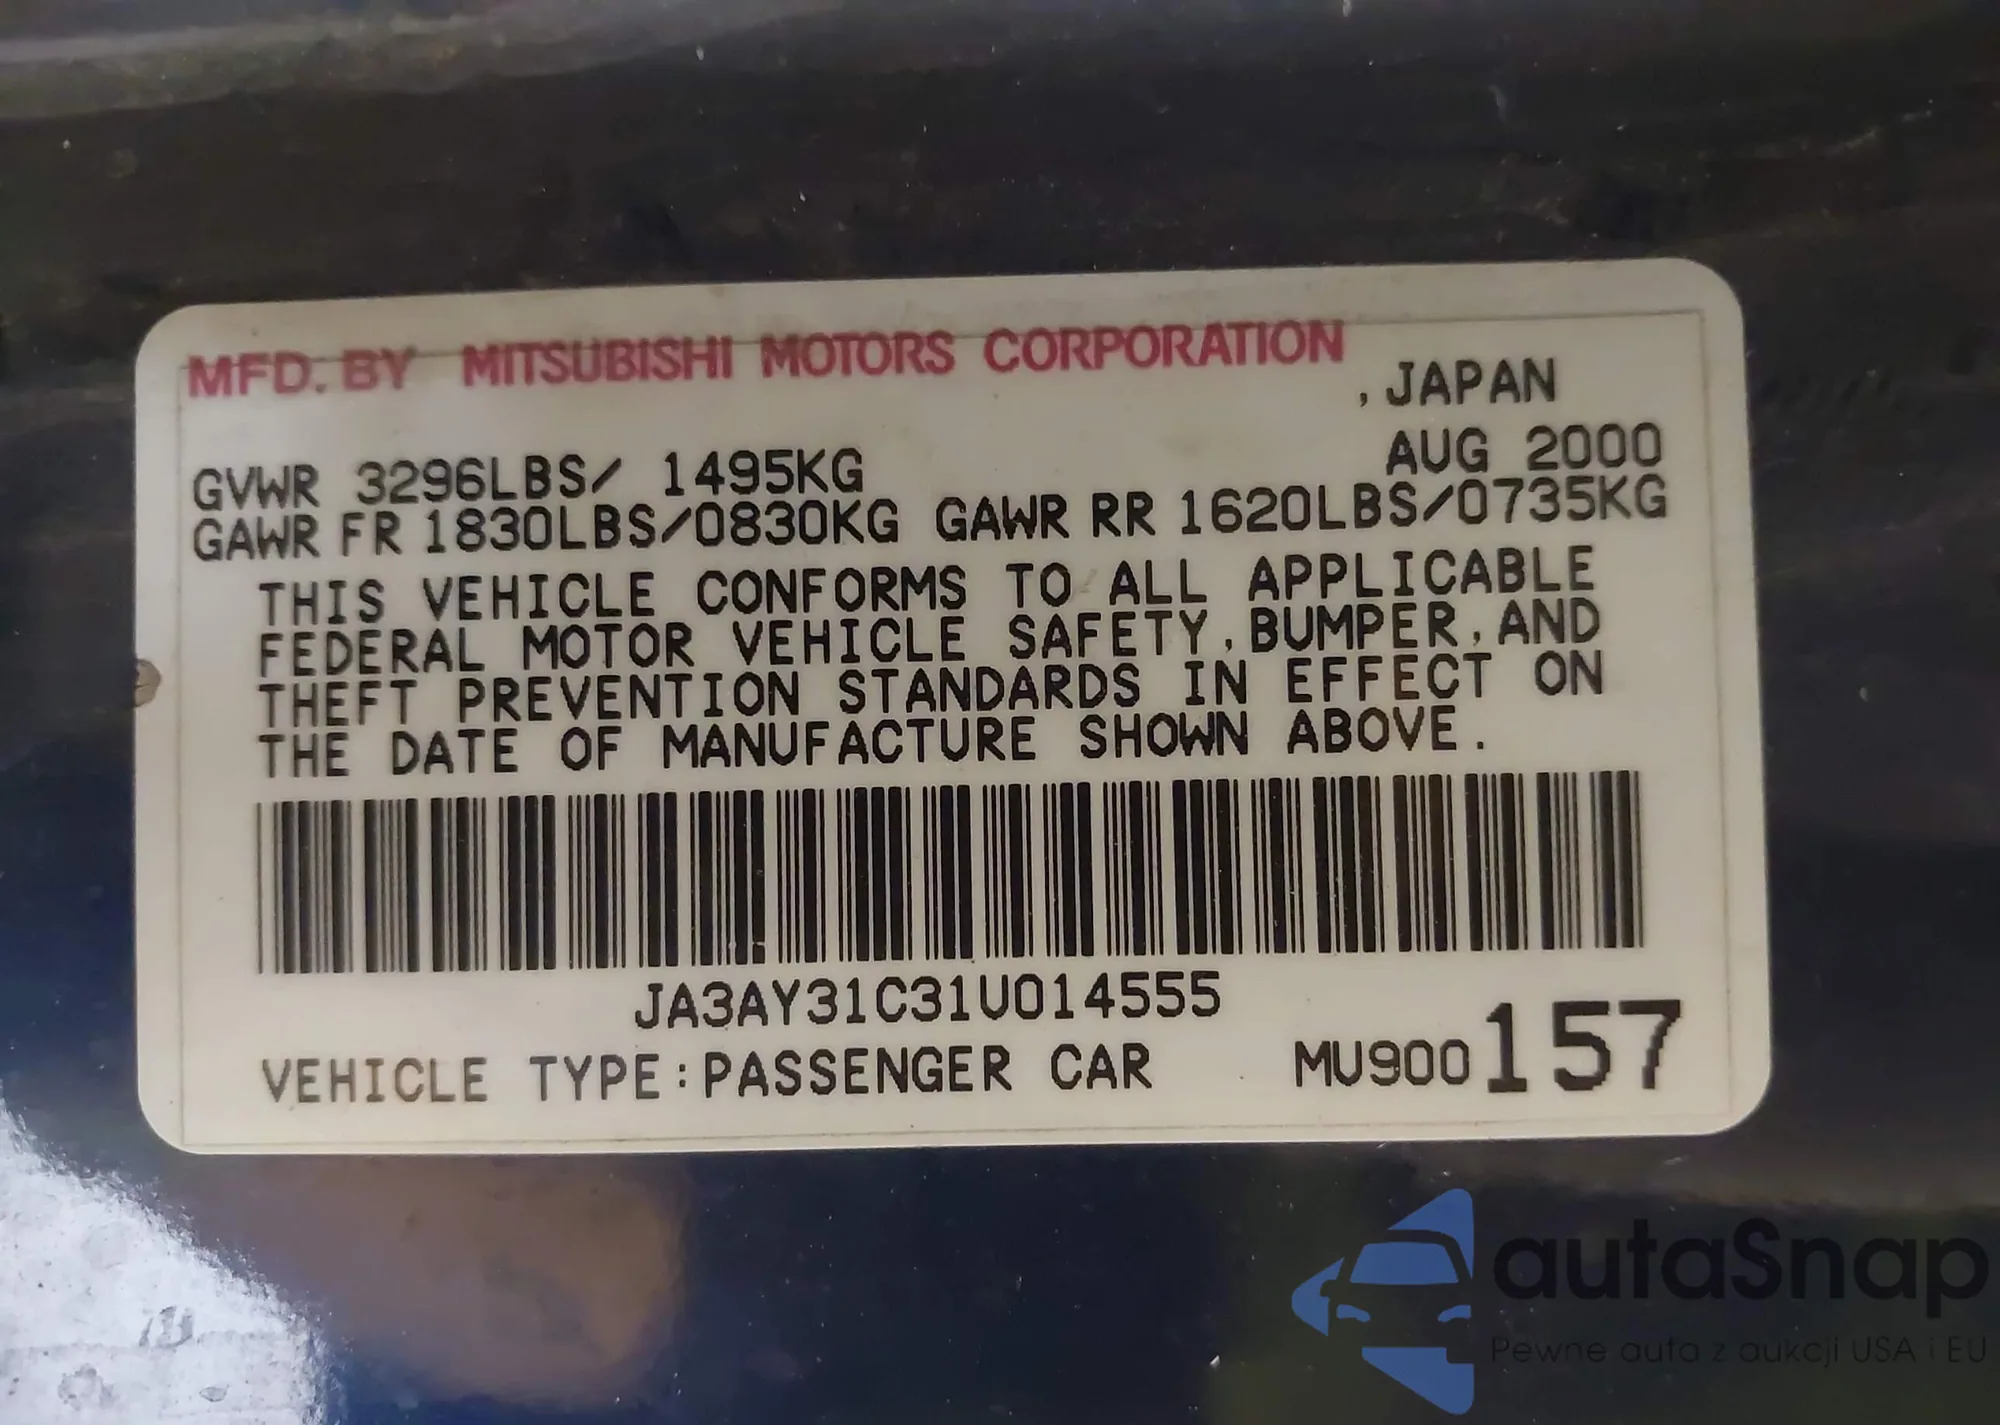 MFD. BY MITSUBISHI MOTORS CORPORATION
, JAPAN
AUG 2000
GVWR 3296LBS/ 1495KG
GAWR FR 1830LBS/0830KG GAWR RR 1620LBS/0735KG
THIS VEHICLE CONFORMS TO ALL APPLICABLE
FEDERAL MOTOR VEHICLE SAFETY, BUMPER, AND
THEFT PREVENTION STANDARDS IN EFFECT ON
THE DATE OF MANUFACTURE SHOWN ABOVE.
JA3AY31C31U014555
VEHICLE TYPE:PASSENGER CAR MU900157
autaSnap
Pewne auta z aukcji USA i EU